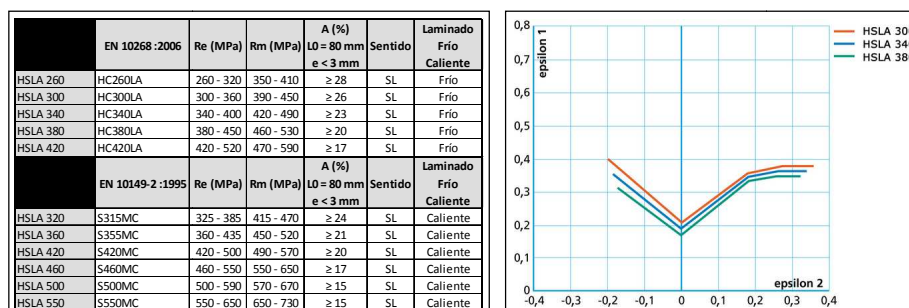 A (%)
Laminado
EN 10268 :2006 Re (MPa) Rm (MPa) L0 = 80 mm Sentido Frío
e < 3 mm Caliente
HSLA 260 HC260LA 260 - 320 350 - 410 ≥ 28 SL Frío
HSLA 300 HC300LA 300 - 360 390 - 450 ≥ 26 SL Frío
HSLA 340 HC340LA 340 - 400 420 - 490 ≥ 23 SL Frío
HSLA 380 HC380LA 380 - 450 460 - 530 ≥ 20 SL Frío
HSLA 420 HC420LA 420 - 520 470 - 590 ≥ 17 SL Frío
A (%) Laminado
EN 10149-2 :1995 Re (MPa) Rm (MPa) L0 = 80 mm Sentido Frío
e < 3 mm Caliente
HSLA 320 S315MC 325 - 385 415 - 470 ≥ 24 SL Caliente
HSLA 360 S355MC 360 - 435 450 - 520 ≥ 21 SL Caliente
HSLA 420 S420MC 420 - 500 490 - 570 ≥ 20 SL Caliente
HSLA 460 S460MC 460 - 550 550 - 650 ≥ 17 SL Caliente
HSLA 500 S500MC 500 - 590 570 - 670 ≥ 15 SL Caliente
HSLA 550 S550MC 550 - 650 650 - 730 ≥ 15 SL Caliente
epsilon 1
0,8
0,7
0,6
0,5
0,4
0,3
0,2
0,1
0
-0,4 -0,3 -0,2 -0,1 0 0,1 0,2 0,3 0,4
epsilon 2
HSLA 300
HSLA 340
HSLA 380